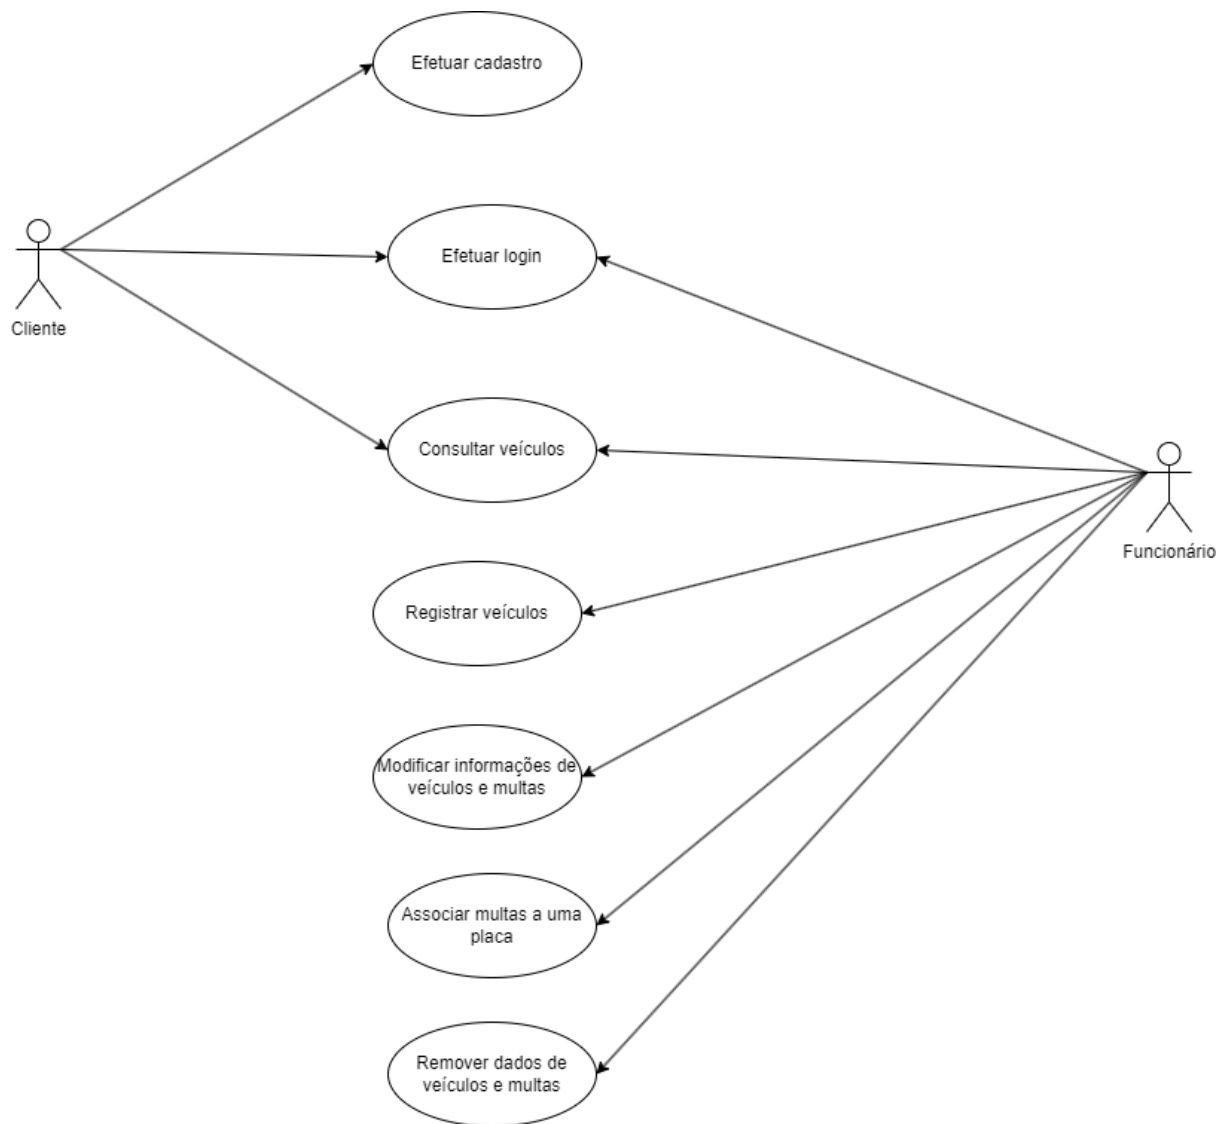 Efetuar cadastro
Efetuar login
Cliente
Consultar veículos
Funcionário
Registrar veículos
Modificar informações de
veículos e multas
Associar multas a uma
placa
Remover dados de
veículos e multas